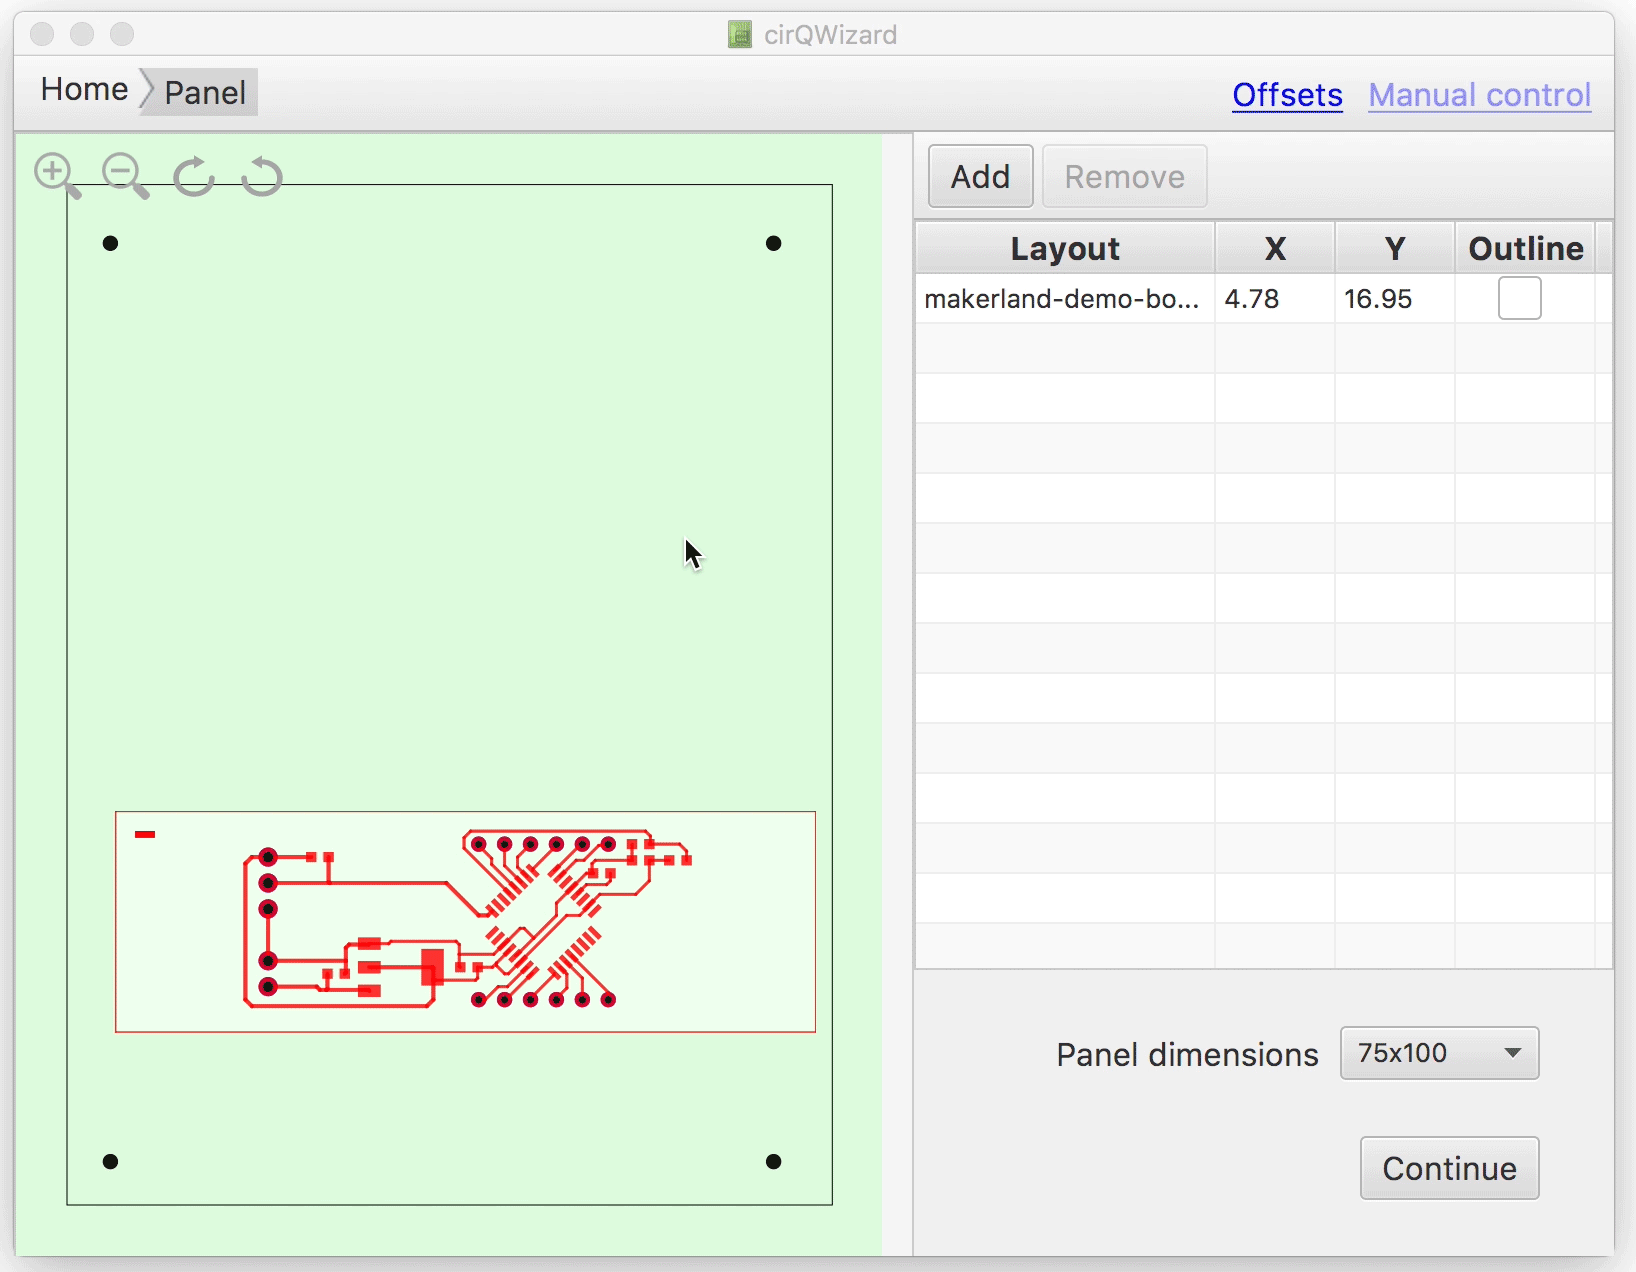 cirQWizard
Home Panel
Offsets Manual control
Add Remove
Layout X Y Outline
makerland-demo-bo... 4.78 16.95
Panel dimensions 75x100
Continue